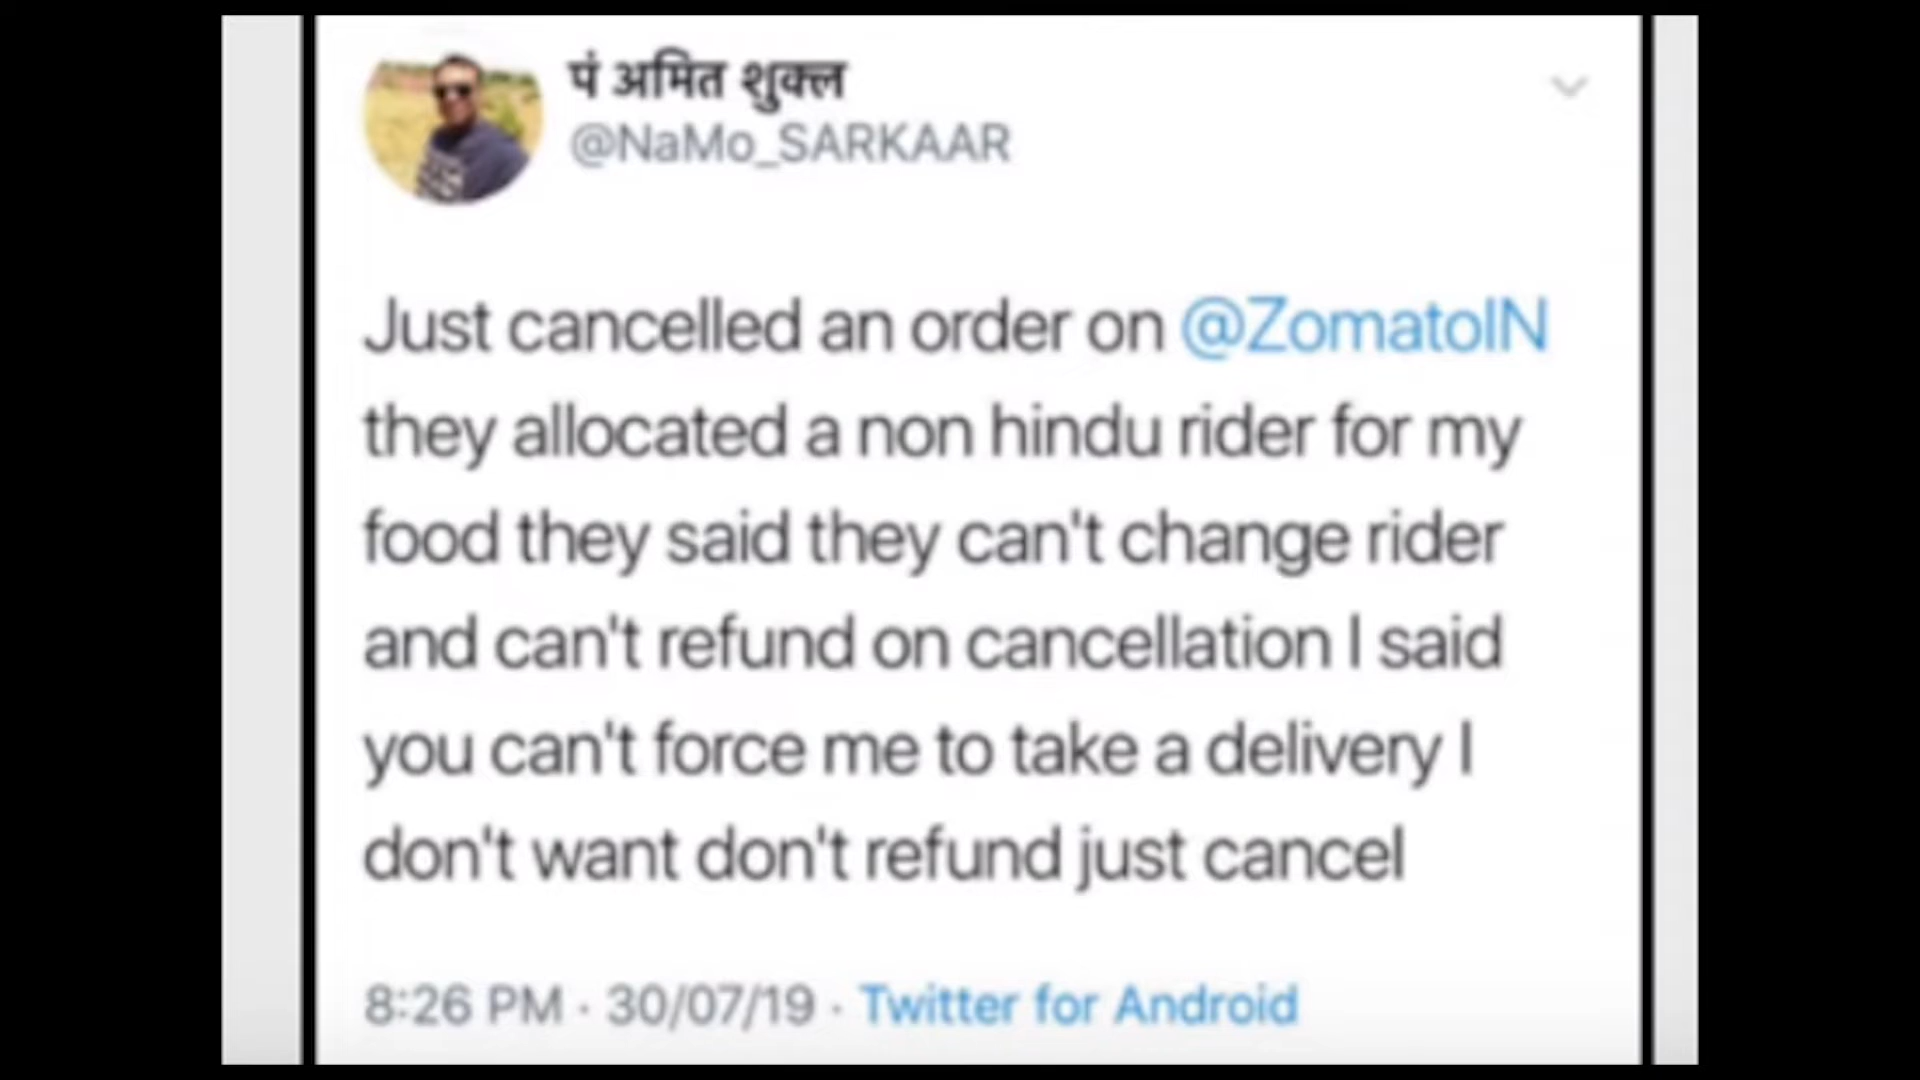 पं अमित शुक्ल
@NaMo_SARKAAR
Just cancelled an order on @ZomatoIN
they allocated a non hindu rider for my
food they said they can't change rider
and can't refund on cancellation I said
you can't force me to take a delivery I
don't want don't refund just cancel
8:26 PM · 30/07/19 · Twitter for Android